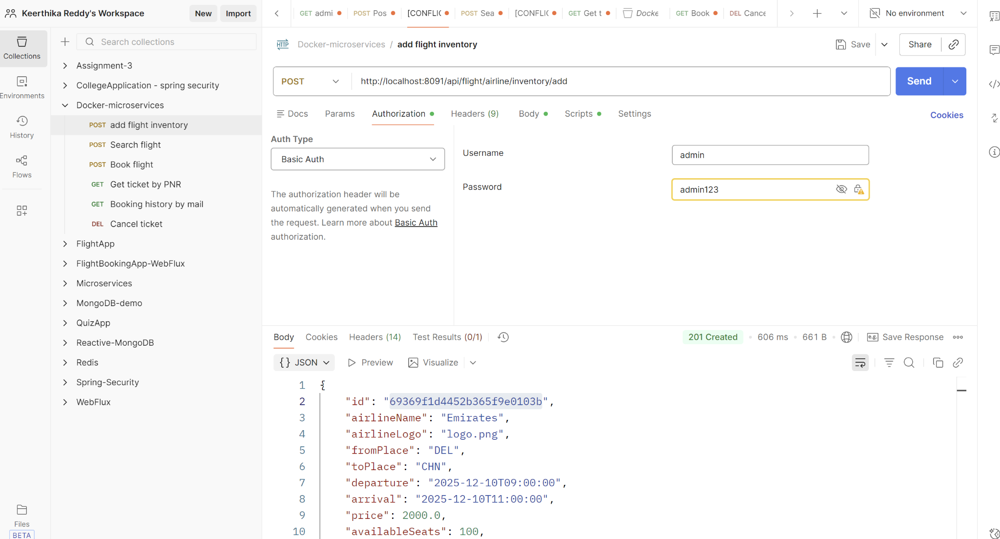 Keerthika Reddy's Workspace
New
Import
GET admi
POST Pos
[CONFLIC
POST Sea
[CONFLIC
GET Get t
Docke
GET Book
DEL Cance
No environment
Collections
Environments
History
Flows
Files
BETA
Search collections
Assignment-3
CollegeApplication - spring security
Docker-microservices
POST add flight inventory
POST Search flight
POST Book flight
GET Get ticket by PNR
GET Booking history by mail
DEL Cancel ticket
FlightApp
FlightBookingApp-WebFlux
Microservices
MongoDB-demo
QuizApp
Reactive-MongoDB
Redis
Spring-Security
WebFlux
HTTP Docker-microservices / add flight inventory
Save
Share
POST
http://localhost:8091/api/flight/airline/inventory/add
Send
Docs
Params
Authorization
Headers (9)
Body
Scripts
Settings
Cookies
Auth Type
Basic Auth
The authorization header will be
automatically generated when you send
the request. Learn more about Basic Auth
authorization.
Username
admin
Password
admin123
Body
Cookies
Headers (14)
Test Results (0/1)
201 Created
606 ms
661 B
e.g. Save Response
{} JSON
Preview
Visualize
1 {
2 "id": "69369f1d4452b365f9e0103b",
3 "airlineName": "Emirates",
4 "airlineLogo": "logo.png",
5 "fromPlace": "DEL",
6 "toPlace": "CHN",
7 "departure": "2025-12-10T09:00:00",
8 "arrival": "2025-12-10T11:00:00",
9 "price": 2000.0,
10 "availableSeats": 100,